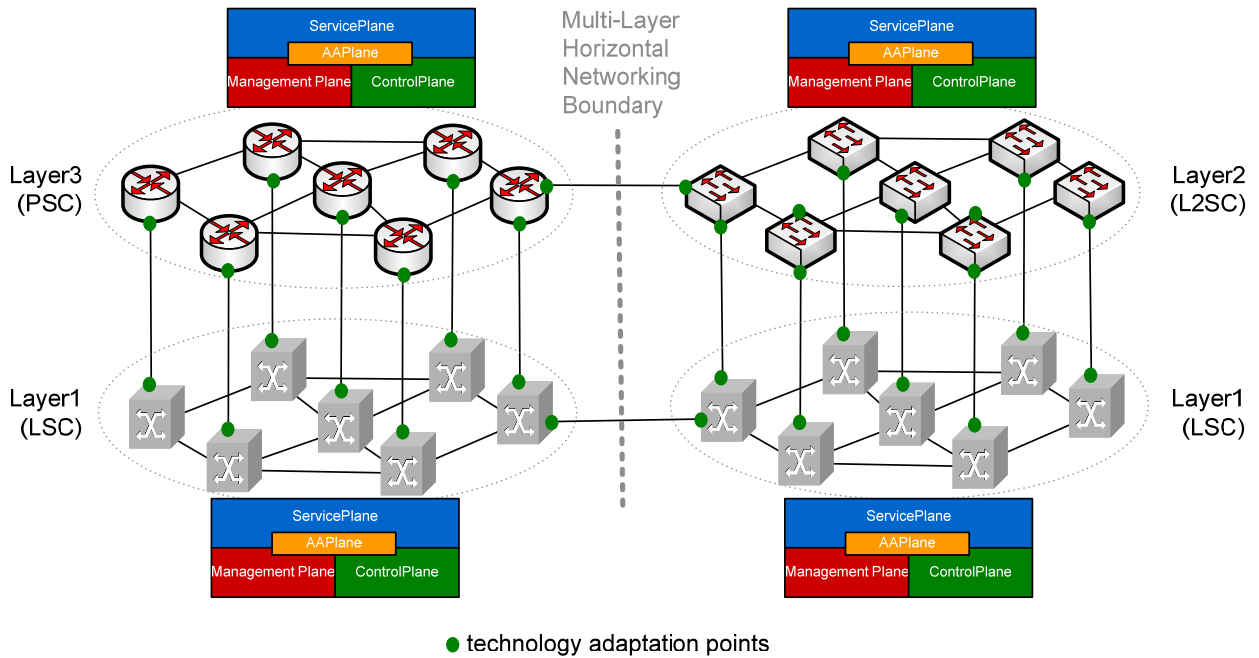 ServicePlane
AAPlane
Management Plane
ControlPlane
Multi-Layer
Horizontal
Networking
Boundary
ServicePlane
AAPlane
Management Plane
ControlPlane
Layer3
(PSC)
Layer2
(L2SC)
Layer1
(LSC)
Layer1
(LSC)
ServicePlane
AAPlane
Management Plane
ControlPlane
ServicePlane
AAPlane
Management Plane
ControlPlane
technology adaptation points